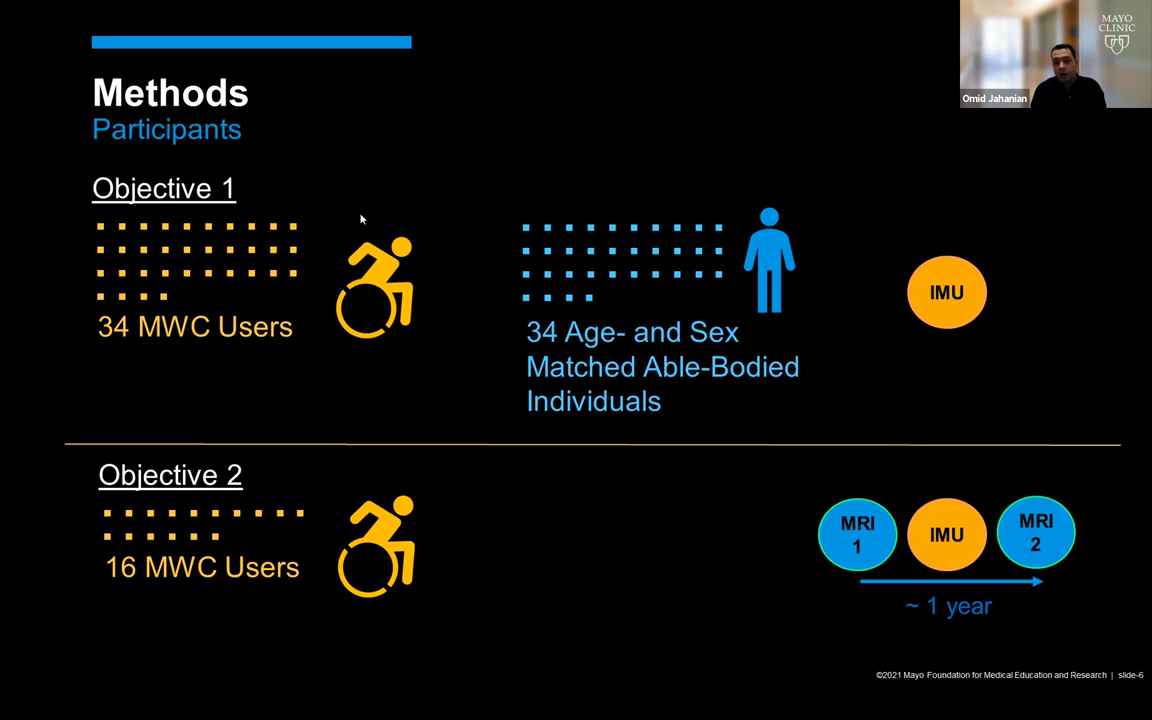 MAYO
CLINIC
Omid Jahanian
Methods
Participants
Objective 1
34 MWC Users
34 Age- and Sex
Matched Able-Bodied
Individuals
IMU
Objective 2
16 MWC Users
MRI
1
IMU
MRI
2
~ 1 year
©2021 Mayo Foundation for Medical Education and Research | slide-6